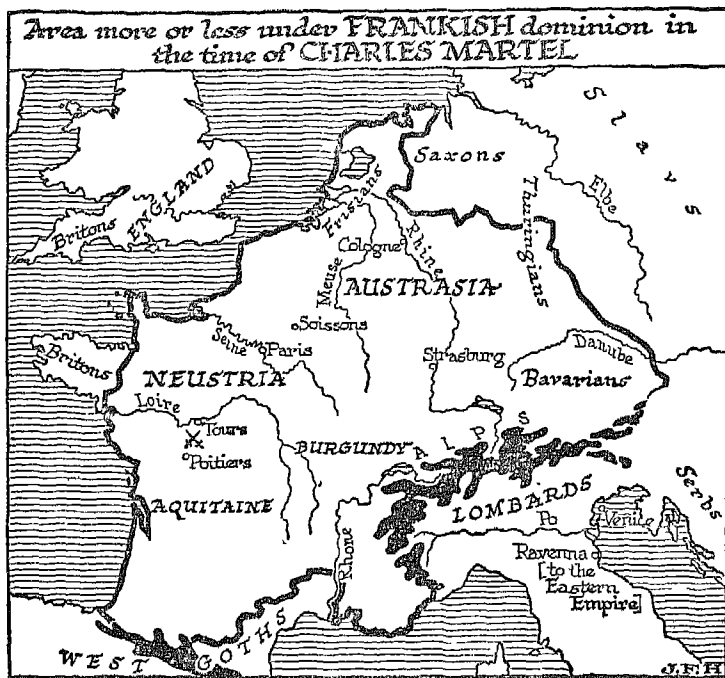 Area more or less under FRANKISH dominion in
the time of CHARLES MARTEL
Slavs
Saxons
Elbe
ENGLAND
Britons
Frisians
Thuringians
Cologne
Rhine
Meuse
AUSTRASIA
Soissons
Seine
Paris
Strasburg
Danube
Britons
NEUSTRIA
Bavarians
Loire
Tours
BURGUNDY
ALPS
Poitiers
AQUITAINE
LOMBARDS
Serbs
Po
Venice
Rhone
Ravenna
[to the
Eastern
Empire]
WEST GOTHS
J.F.H